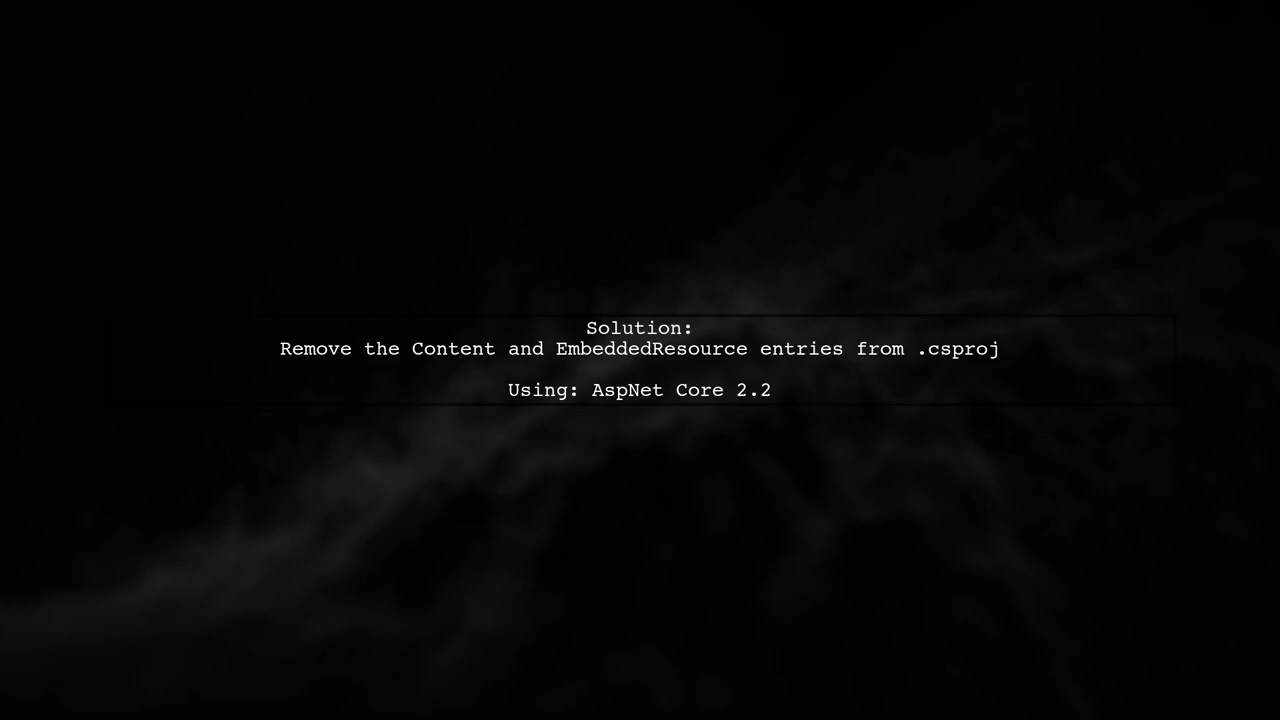 Solution:
Remove the Content and EmbeddedResource entries from .csproj
Using: AspNet Core 2.2